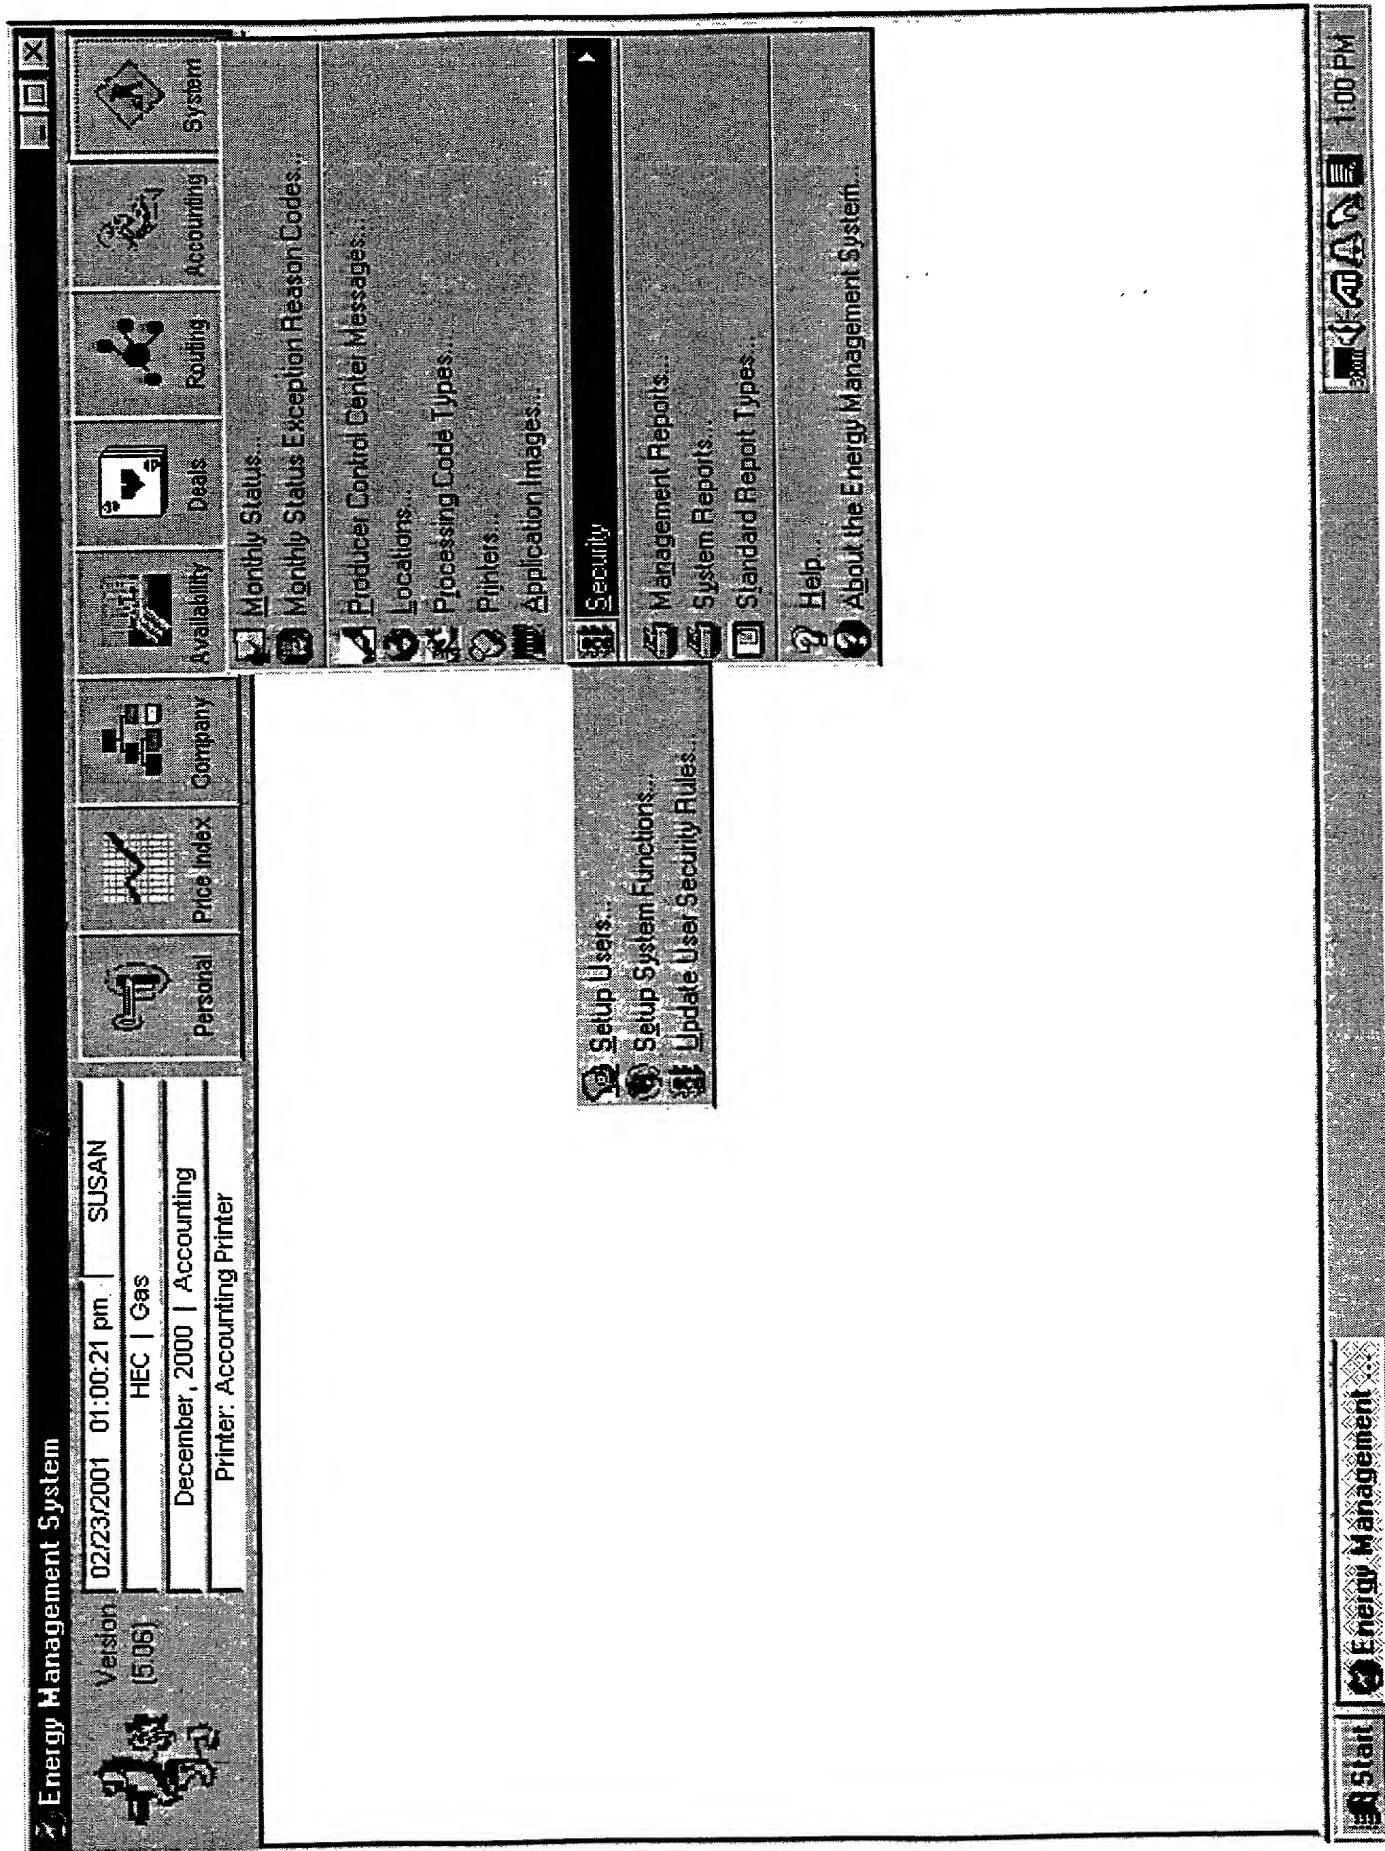 Energy Management System
Version
(5.06)
02/23/2001 01:00:21 pm SUSAN
HEC | Gas
December, 2000 | Accounting
Printer: Accounting Printer
Personal
Price Index
Company
Availability
Deals
Routing
Accounting
System
Monthly Status...
Monthly Status Exception Reason Codes...
Producer Control Center Messages...
Locations...
Processing Code Types...
Printers...
Application Images...
Security
Setup Users...
Setup System Functions...
Update User Security Rules...
Management Reports...
System Reports...
Standard Report Types...
Help...
About the Energy Management System...
Start
Energy Management ...
1:00 PM